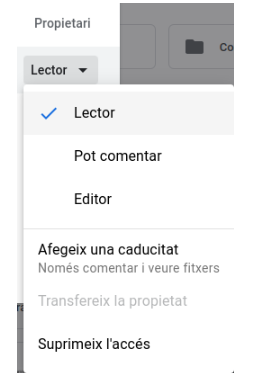 Propietari
Lector
Co
Lector
Pot comentar
Editor
Afegeix una caducitat
Només comentar i veure fitxers
Transfereix la propietat
Suprimeix l'accés